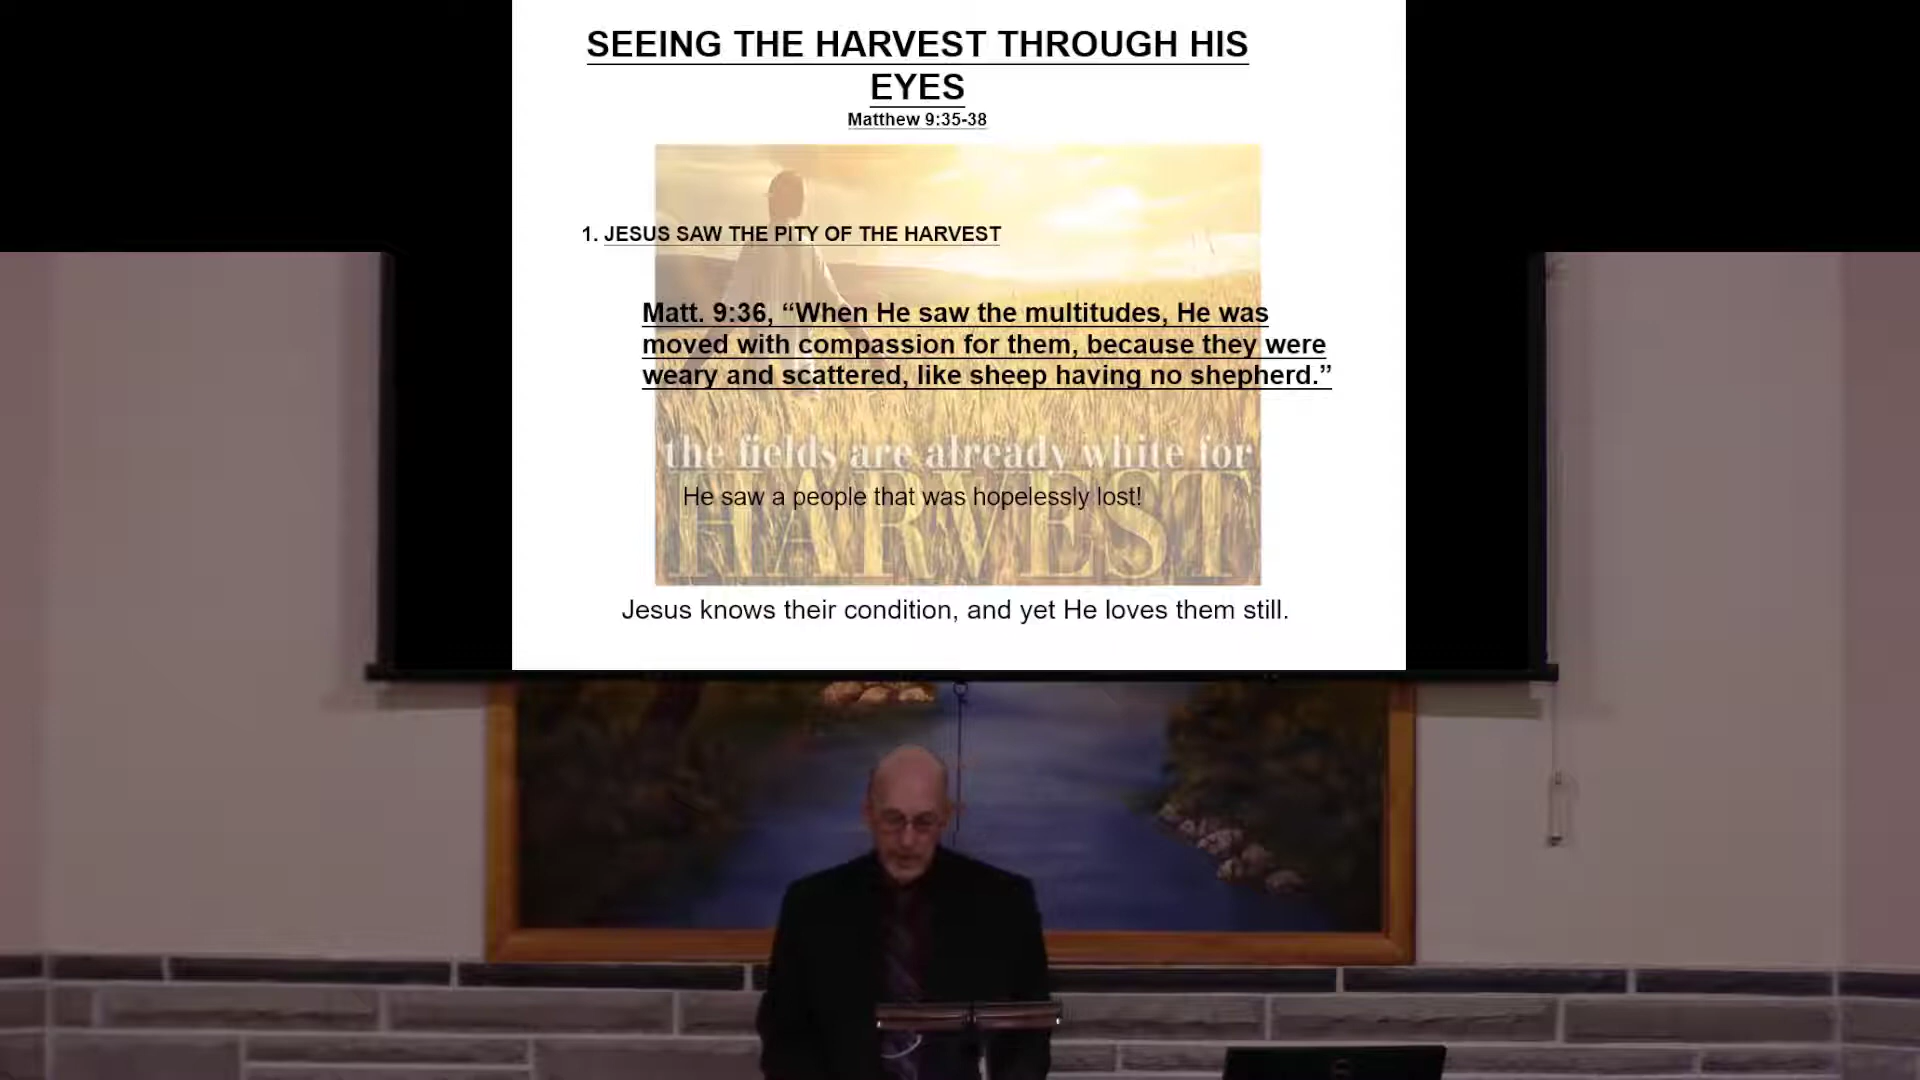 SEEING THE HARVEST THROUGH HIS
EYES
Matthew 9:35-38
1. JESUS SAW THE PITY OF THE HARVEST
Matt. 9:36, “When He saw the multitudes, He was
moved with compassion for them, because they were
weary and scattered, like sheep having no shepherd.”
the fields are already white for
He saw a people that was hopelessly lost!
HARVEST
Jesus knows their condition, and yet He loves them still.